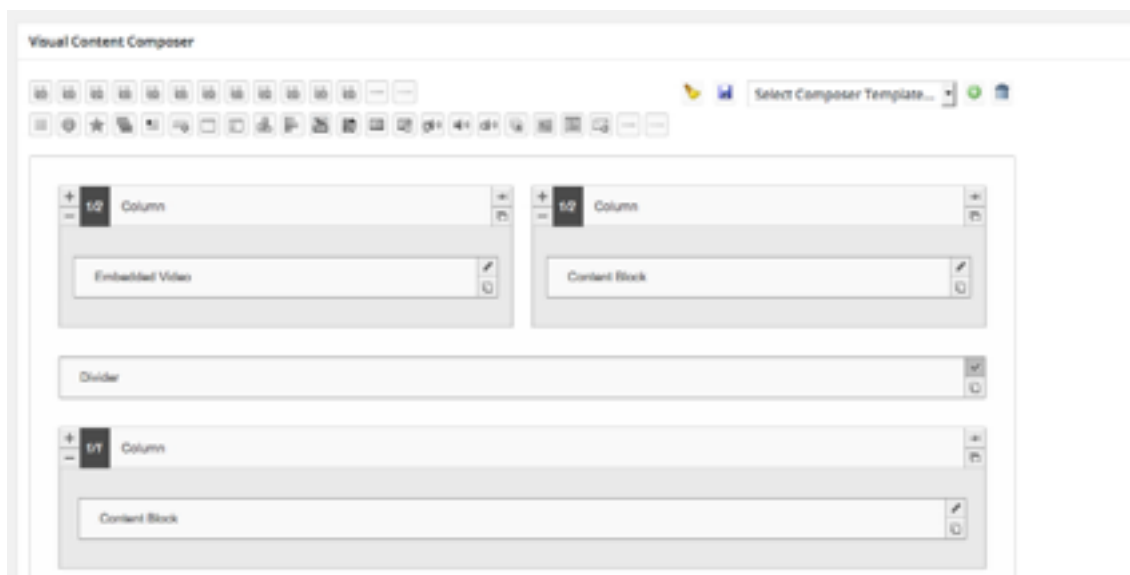 Visual Content Composer
Select Composer Template...
1/2 Column
1/2 Column
Embedded Video
Content Block
Divider
1/1 Column
Content Block